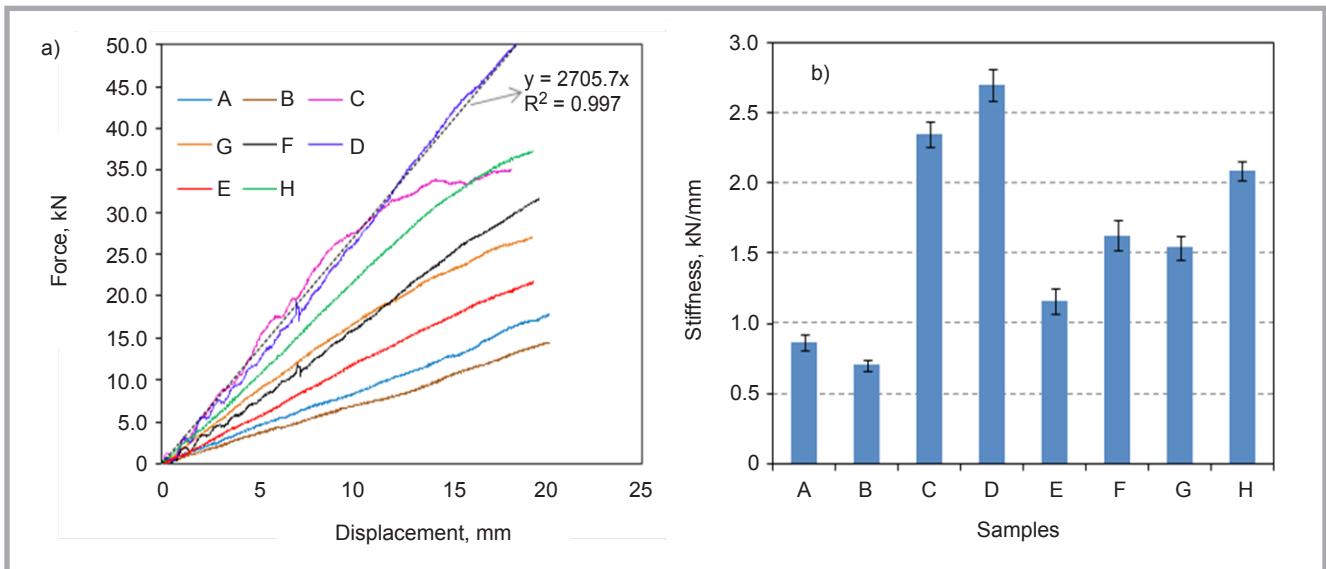 a)
50.0
45.0
40.0
35.0
30.0
25.0
20.0
15.0
10.0
5.0
0
Force, kN
A B C
G F D
E H
y = 2705.7x
R² = 0.997
0 5 10 15 20 25
Displacement, mm
b)
3.0
2.5
2.0
1.5
1.0
0.5
0
Stiffness, kN/mm
A B C D E F G H
Samples